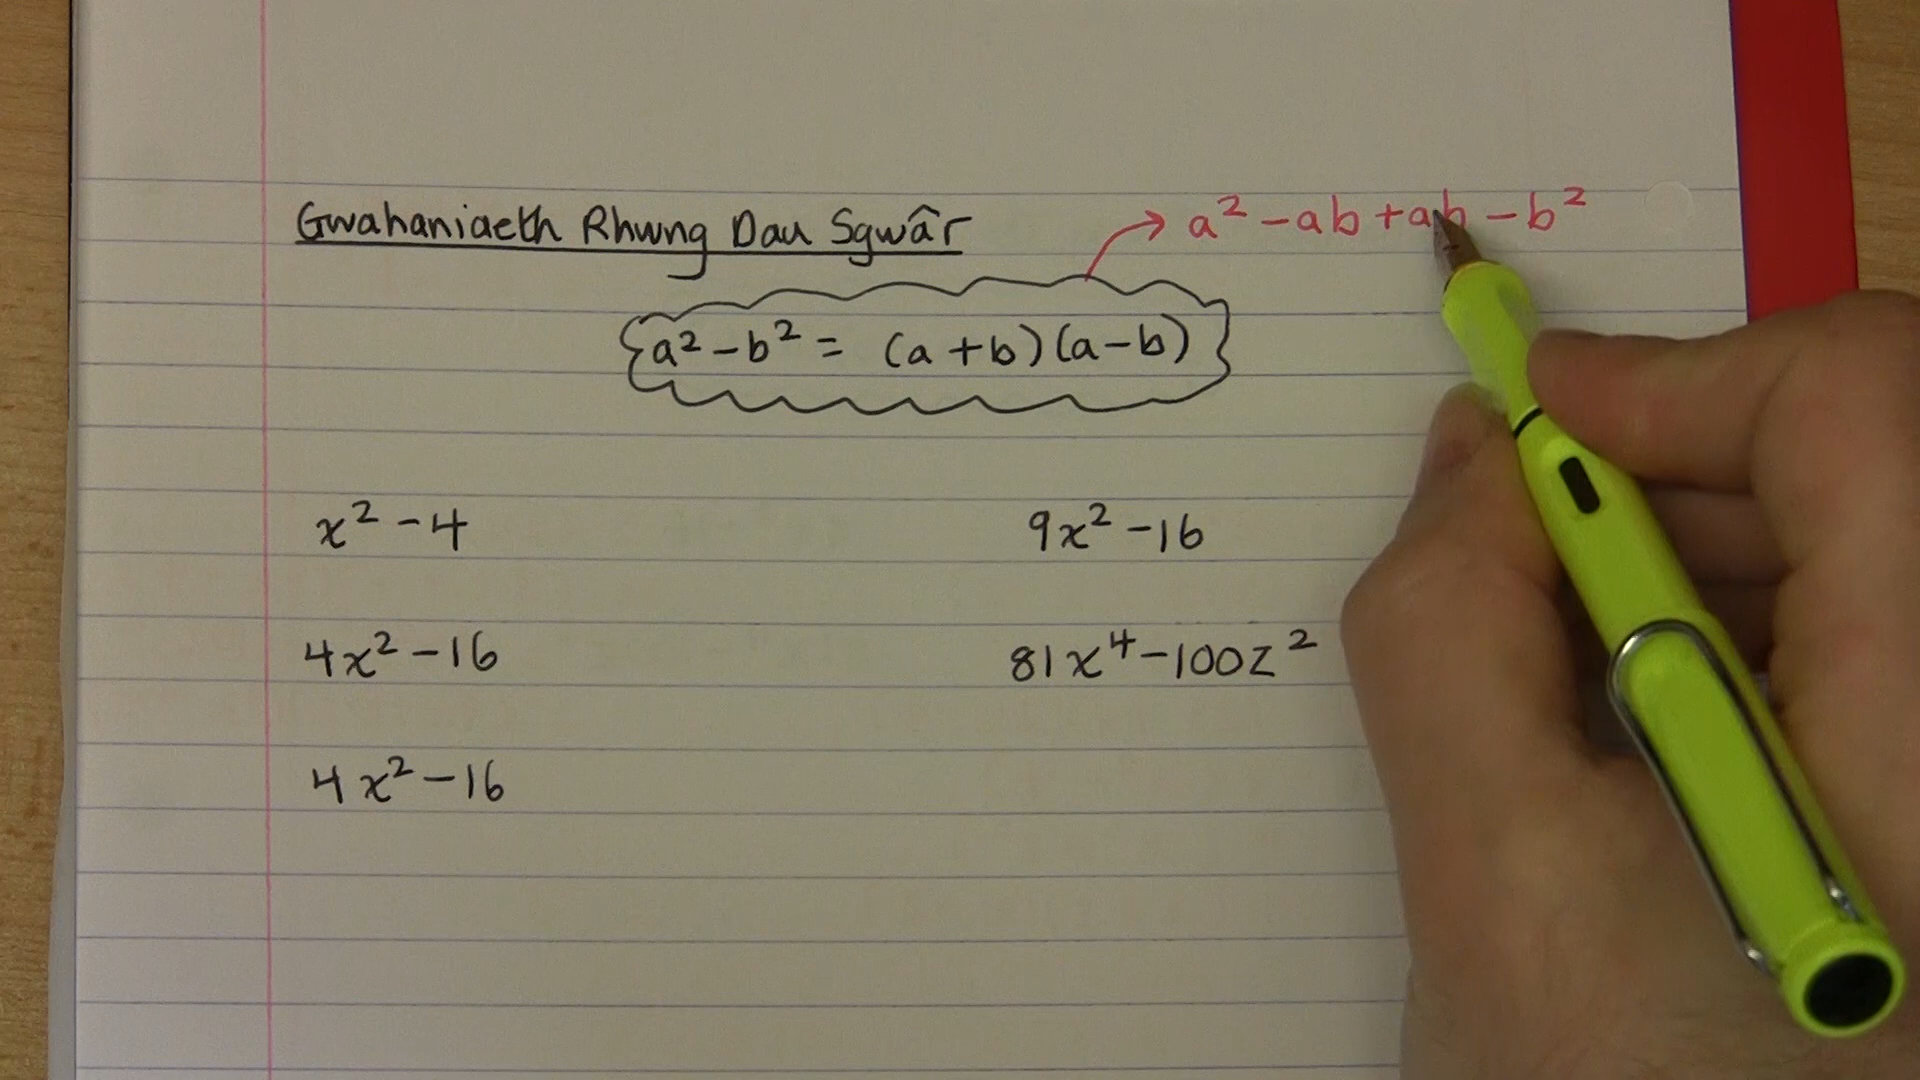 Gwahaniaeth Rhwng Dau Sgwâr
a² - ab + ab - b²
a² - b² = (a + b)(a - b)
x² - 4
9x² - 16
4x² - 16
81x⁴ - 100z²
4x² - 16